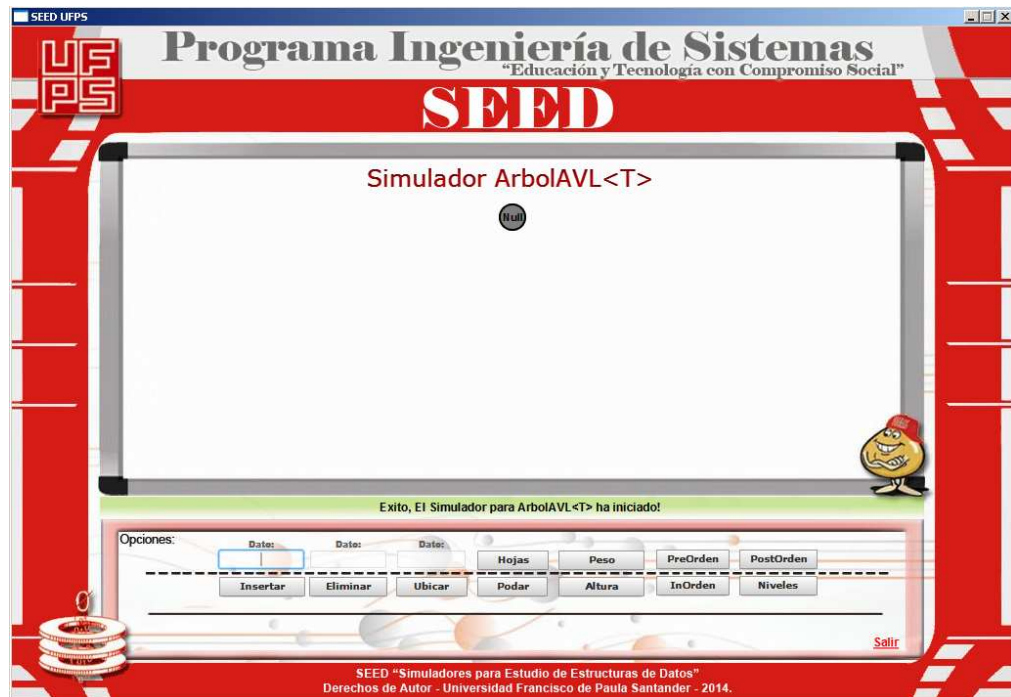 SEED UFPS
UFPS
Programa Ingeniería de Sistemas
“Educación y Tecnología con Compromiso Social”
SEED
Simulador ArbolAVL<T>
Null
Exito, El Simulador para ArbolAVL<T> ha iniciado!
Opciones:
Dato: Dato: Dato:
Hojas Peso PreOrden PostOrden
Insertar Eliminar Ubicar Podar Altura InOrden Niveles
Salir
SEED “Simuladores para Estudio de Estructuras de Datos”
Derechos de Autor - Universidad Francisco de Paula Santander - 2014.